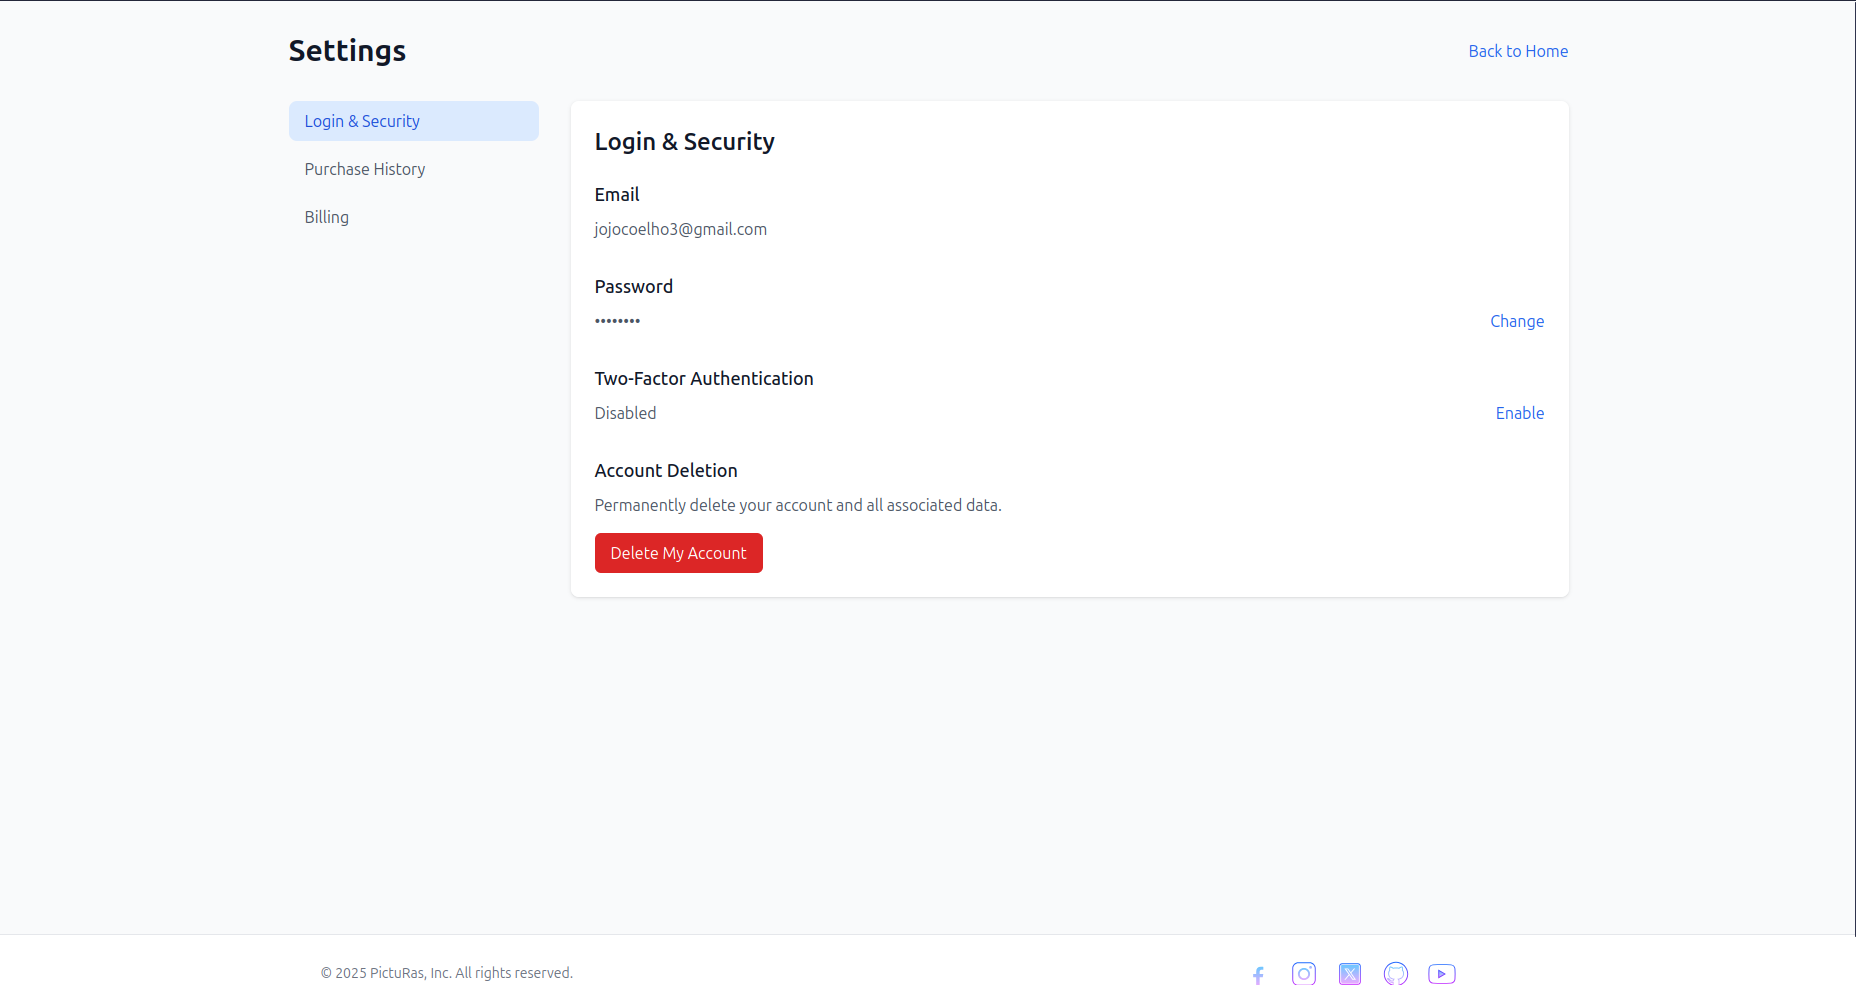 Settings
Back to Home
Login & Security
Purchase History
Billing
Login & Security
Email
jojocoelho3@gmail.com
Password
••••••••
Change
Two-Factor Authentication
Disabled
Enable
Account Deletion
Permanently delete your account and all associated data.
Delete My Account
© 2025 PictuRas, Inc. All rights reserved.